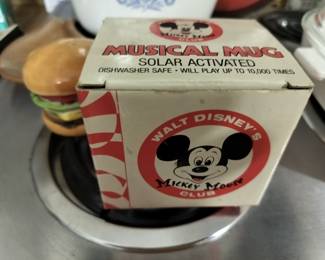 MUSICAL MUG
SOLAR ACTIVATED
DISHWASHER SAFE • WILL PLAY UP TO 10,000 TIMES
WALT DISNEY'S
Mickey Mouse
CLUB